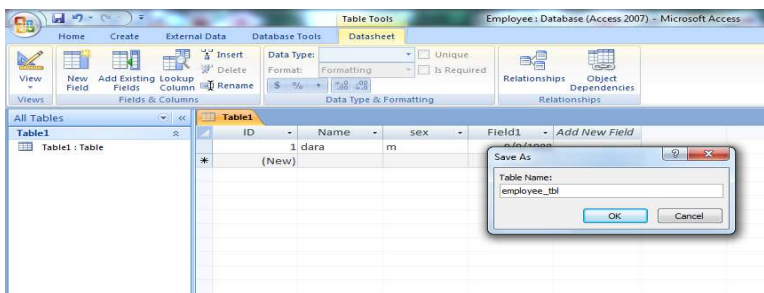 Table Tools Employee : Database (Access 2007) - Microsoft Access
Home Create External Data Database Tools Datasheet
View
New Field
Add Existing Fields
Lookup Column
Insert
Delete
Rename
Data Type:
Unique
Format: Formatting
Is Required
$ % ,
Relationships
Object Dependencies
Views Fields & Columns Data Type & Formatting Relationships
All Tables «
Table1
Table1 : Table
Table1
ID Name sex Field1 Add New Field
1 dara m
* (New)
Save As
Table Name:
employee_tbl
OK Cancel